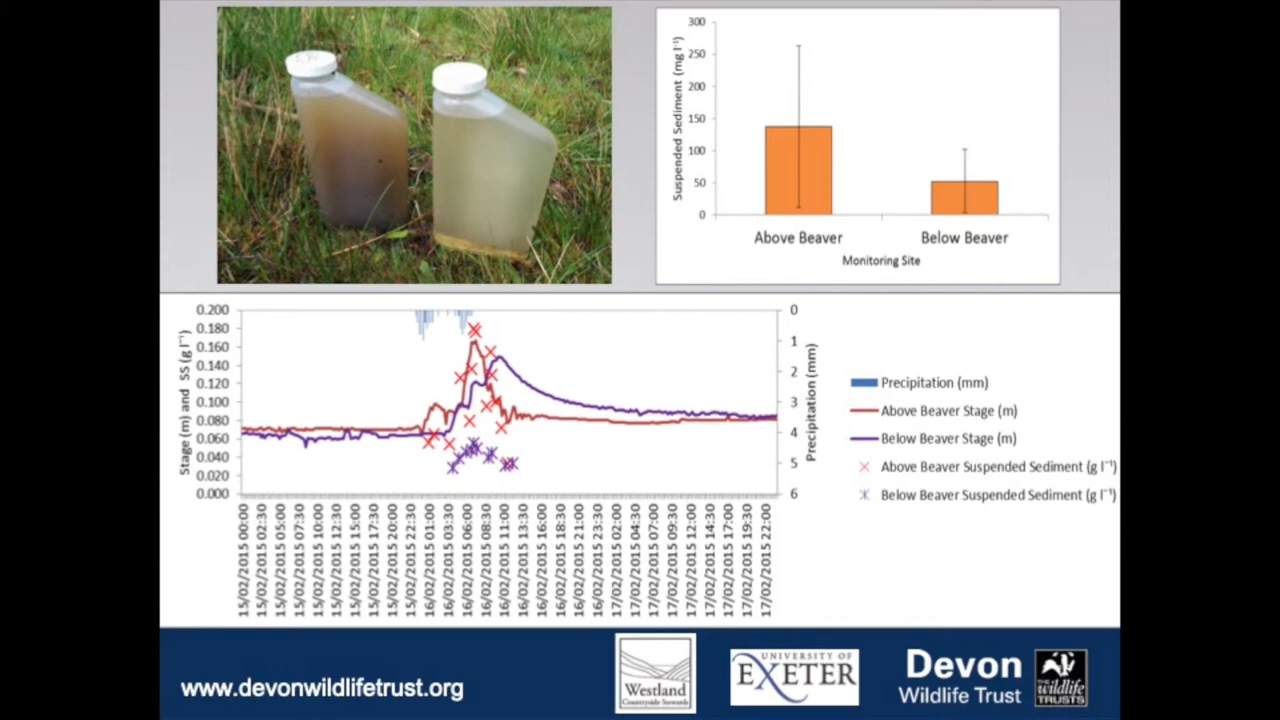 300
250
200
150
100
50
0
Suspended Sediment (mg l⁻¹)
Above Beaver
Below Beaver
Monitoring Site
0.200
0.180
0.160
0.140
0.120
0.100
0.080
0.060
0.040
0.020
0.000
Stage (m) and SS (g l⁻¹)
0
1
2
3
4
5
6
Precipitation (mm)
15/02/2015 00:00
15/02/2015 02:30
15/02/2015 05:00
15/02/2015 07:30
15/02/2015 10:00
15/02/2015 12:30
15/02/2015 15:00
15/02/2015 17:30
15/02/2015 20:00
15/02/2015 22:30
16/02/2015 01:00
16/02/2015 03:30
16/02/2015 06:00
16/02/2015 08:30
16/02/2015 11:00
16/02/2015 13:30
16/02/2015 16:00
16/02/2015 18:30
16/02/2015 21:00
16/02/2015 23:30
17/02/2015 02:00
17/02/2015 04:30
17/02/2015 07:00
17/02/2015 09:30
17/02/2015 12:00
17/02/2015 14:30
17/02/2015 17:00
17/02/2015 19:30
17/02/2015 22:00
Precipitation (mm)
Above Beaver Stage (m)
Below Beaver Stage (m)
Above Beaver Suspended Sediment (g l⁻¹)
Below Beaver Suspended Sediment (g l⁻¹)
www.devonwildlifetrust.org
Westland
Countryside Stewards
UNIVERSITY OF
EXETER
Devon
Wildlife Trust
THE
wildlife
TRUSTS